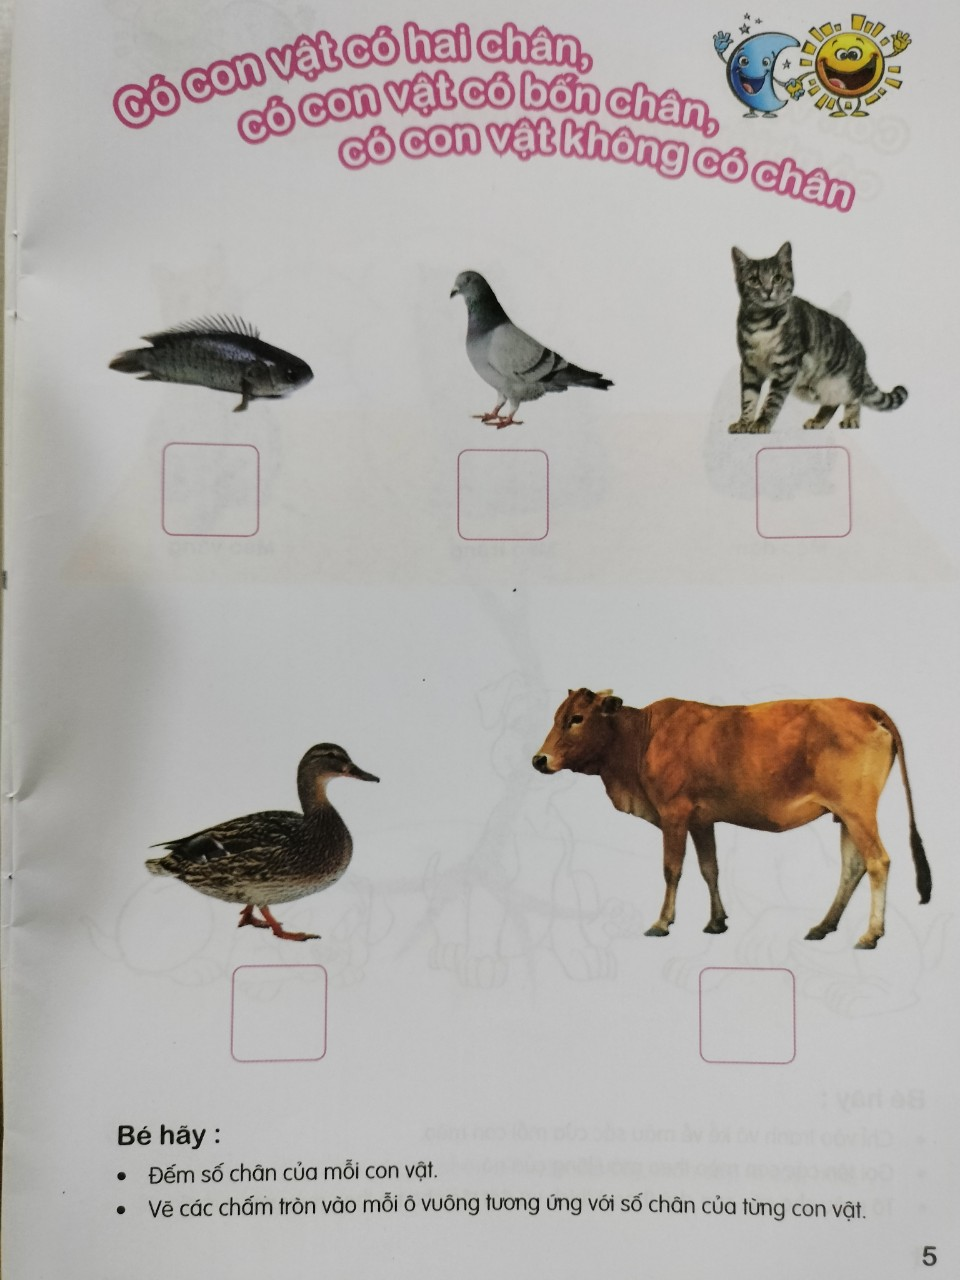 Có con vật có hai chân,
có con vật có bốn chân,
có con vật không có chân
Bé hãy :
• Đếm số chân của mỗi con vật.
• Vẽ các chấm tròn vào mỗi ô vuông tương ứng với số chân của từng con vật.
5